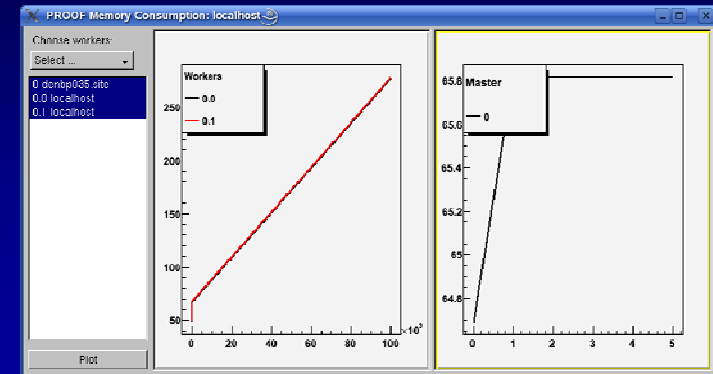 PROOF Memory Consumption: localhost
Choose workers:
Select ...
0 denbp035.site
0.0 localhost
0.1 localhost
Plot
Workers
0.0
0.1
250
200
150
100
50
0 20 40 60 80 100
×10³
Master
0
65.8
65.6
65.4
65.2
65
64.8
0 1 2 3 4 5